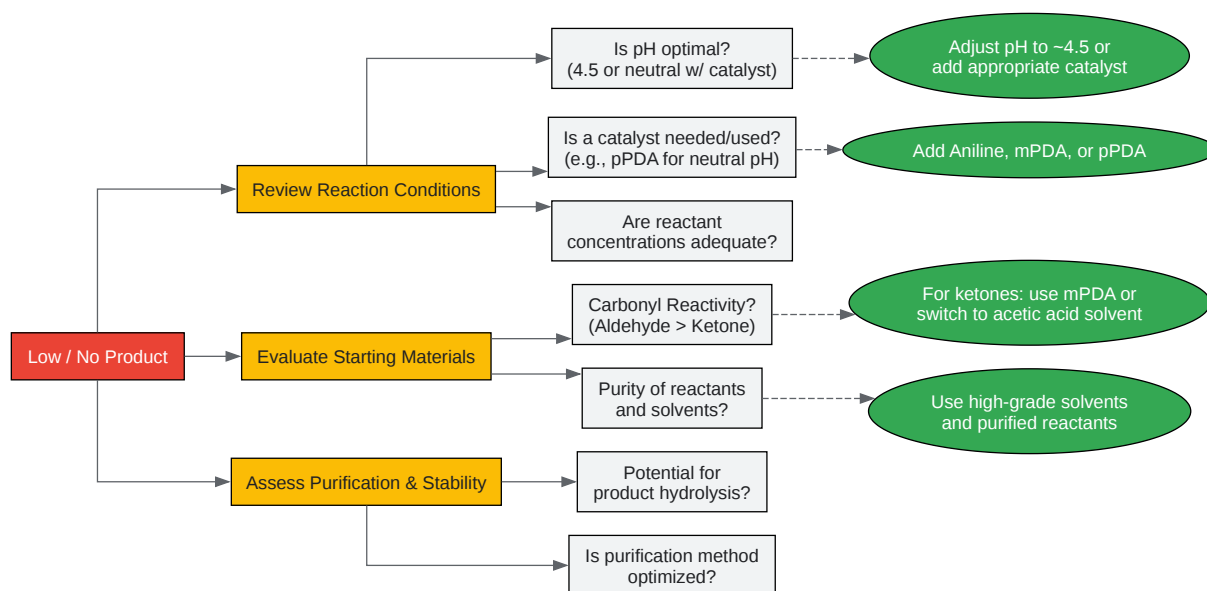 Is pH optimal?
(4.5 or neutral w/ catalyst)
Adjust pH to ~4.5 or
add appropriate catalyst
Is a catalyst needed/used?
(e.g., pPDA for neutral pH)
Add Aniline, mPDA, or pPDA
Review Reaction Conditions
Are reactant
concentrations adequate?
Carbonyl Reactivity?
(Aldehyde > Ketone)
For ketones: use mPDA or
switch to acetic acid solvent
Low / No Product
Evaluate Starting Materials
Purity of reactants
and solvents?
Use high-grade solvents
and purified reactants
Assess Purification & Stability
Potential for
product hydrolysis?
Is purification method
optimized?